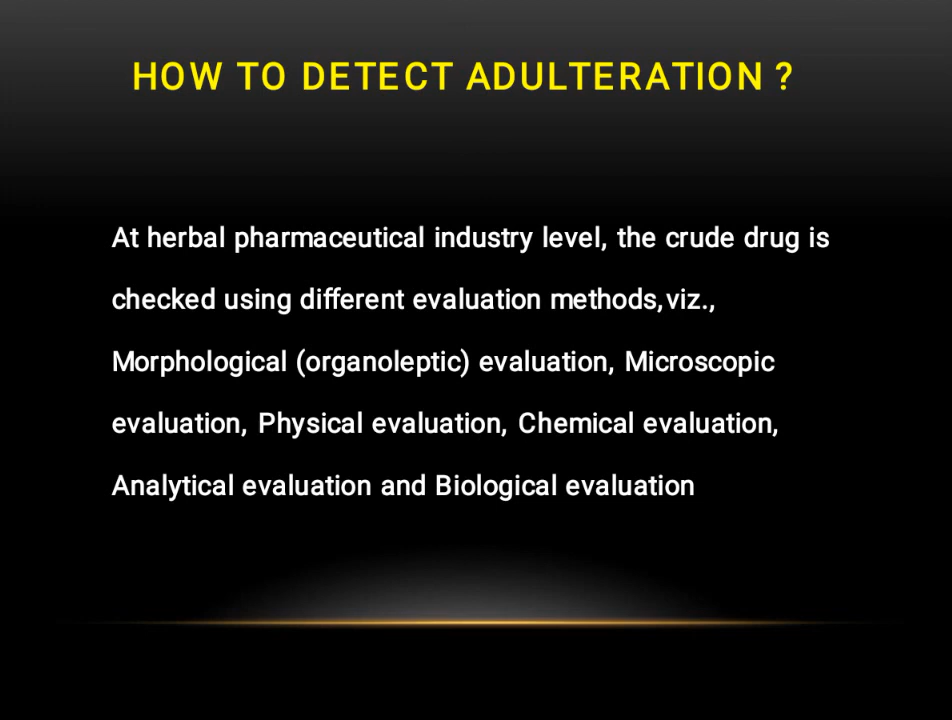 HOW TO DETECT ADULTERATION ?
At herbal pharmaceutical industry level, the crude drug is
checked using different evaluation methods,viz.,
Morphological (organoleptic) evaluation, Microscopic
evaluation, Physical evaluation, Chemical evaluation,
Analytical evaluation and Biological evaluation